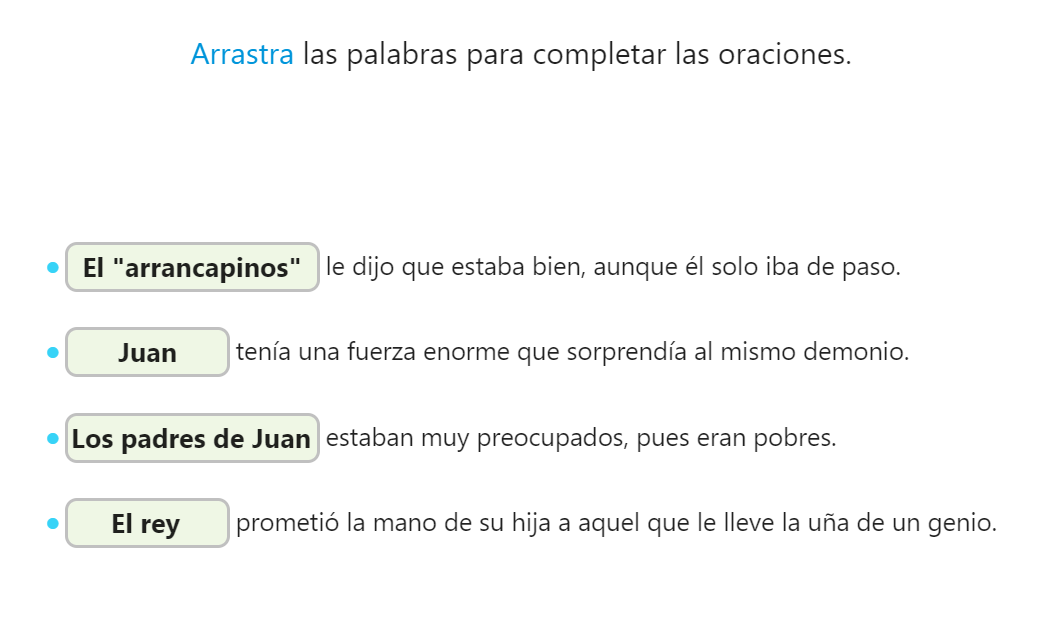 Arrastra las palabras para completar las oraciones.
El "arrancapinos" le dijo que estaba bien, aunque él solo iba de paso.
Juan tenía una fuerza enorme que sorprendía al mismo demonio.
Los padres de Juan estaban muy preocupados, pues eran pobres.
El rey prometió la mano de su hija a aquel que le lleve la uña de un genio.